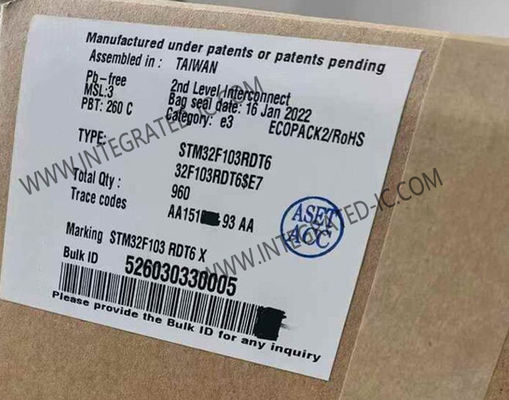 Manufactured under patents or patents pending
Assembled in : TAIWAN
Pb-free 2nd Level Interconnect
MSL:3 Bag seal date: 16 Jan 2022
PBT: 260 C Category: e3 ECOPACK2/RoHS
TYPE: STM32F103RDT6
32F103RDT6$E7
Total Qty : 960
Trace codes AA151 93 AA
ASET
ACC
Marking STM32F103 RDT6 X
Bulk ID 526030330005
Please provide the Bulk ID for any inquiry
WWW.INTEGRATED-IC.COM
WWW.INTEGRATED-IC.COM